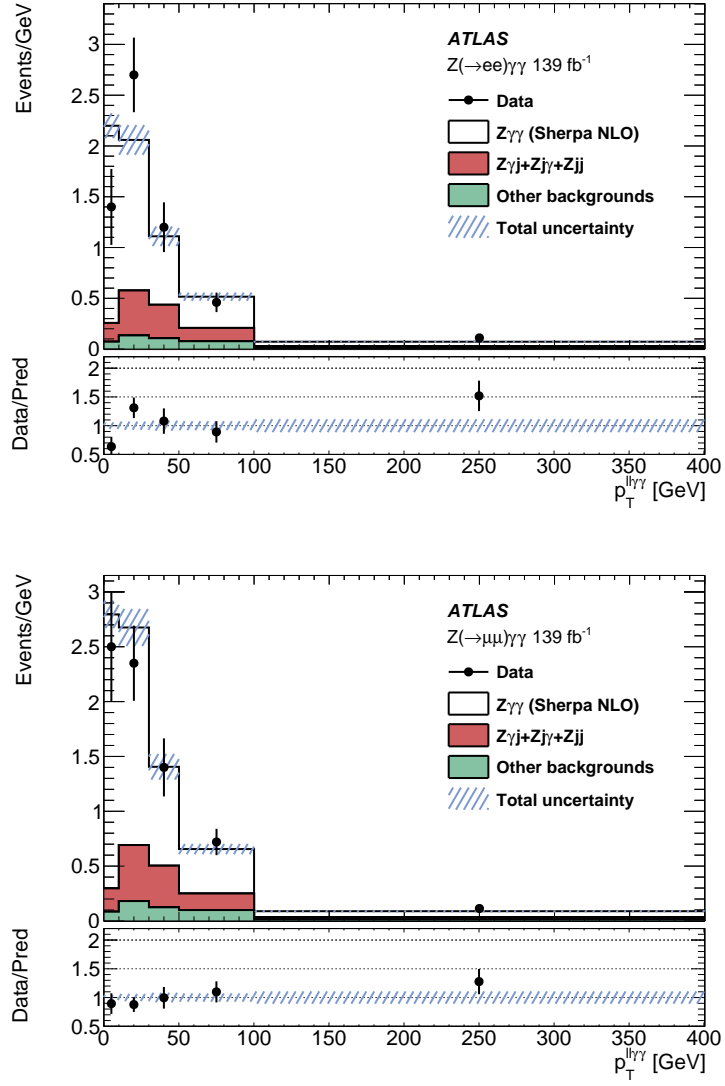 Events/GeV
3
2.5
2
1.5
1
0.5
0
ATLAS
Z(→ee)γγ 139 fb⁻¹
Data
Zγγ (Sherpa NLO)
Zγj+Zjγ+Zjj
Other backgrounds
Total uncertainty
Data/Pred
2
1.5
1
0.5
0 50 100 150 200 250 300 350 400
p_T^{llγγ} [GeV]
Events/GeV
3
2.5
2
1.5
1
0.5
0
ATLAS
Z(→μμ)γγ 139 fb⁻¹
Data
Zγγ (Sherpa NLO)
Zγj+Zjγ+Zjj
Other backgrounds
Total uncertainty
Data/Pred
2
1.5
1
0.5
0 50 100 150 200 250 300 350 400
p_T^{llγγ} [GeV]